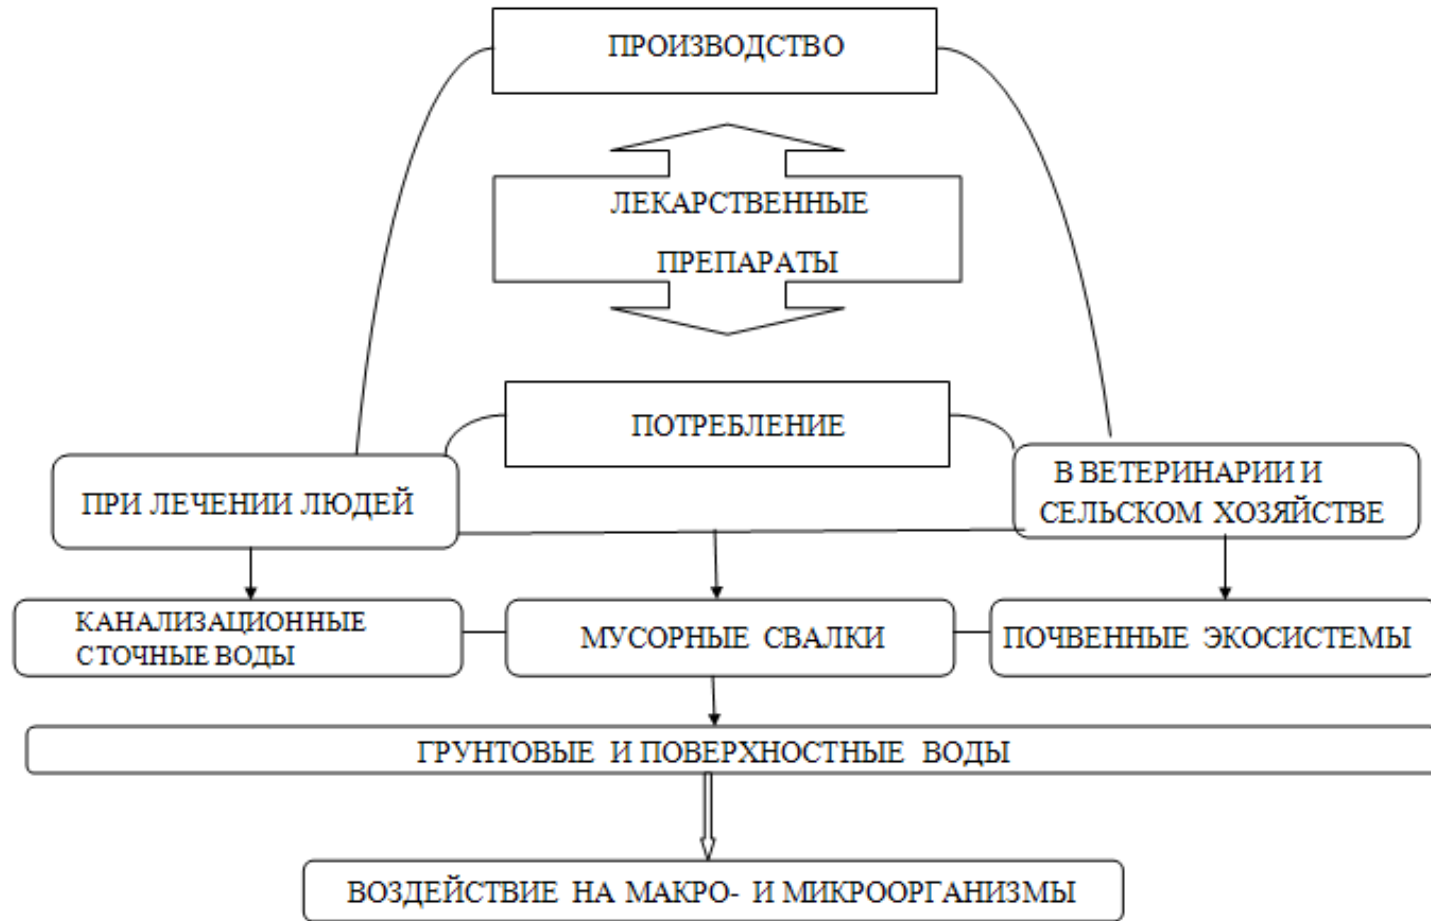 ПРОИЗВОДСТВО
ЛЕКАРСТВЕННЫЕ
ПРЕПАРАТЫ
ПОТРЕБЛЕНИЕ
ПРИ ЛЕЧЕНИИ ЛЮДЕЙ
В ВЕТЕРИНАРИИ И
СЕЛЬСКОМ ХОЗЯЙСТВЕ
КАНАЛИЗАЦИОННЫЕ
СТОЧНЫЕ ВОДЫ
МУСОРНЫЕ СВАЛКИ
ПОЧВЕННЫЕ ЭКОСИСТЕМЫ
ГРУНТОВЫЕ И ПОВЕРХНОСТНЫЕ ВОДЫ
ВОЗДЕЙСТВИЕ НА МАКРО- И МИКРООРГАНИЗМЫ